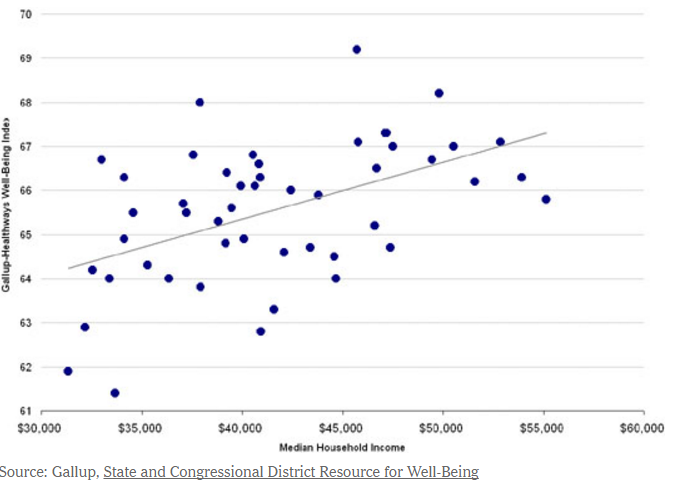 70
69
68
67
66
65
64
63
62
61
Gallup-Healthways Well-Being Index
$30,000 $35,000 $40,000 $45,000 $50,000 $55,000 $60,000
Median Household Income
Source: Gallup, State and Congressional District Resource for Well-Being